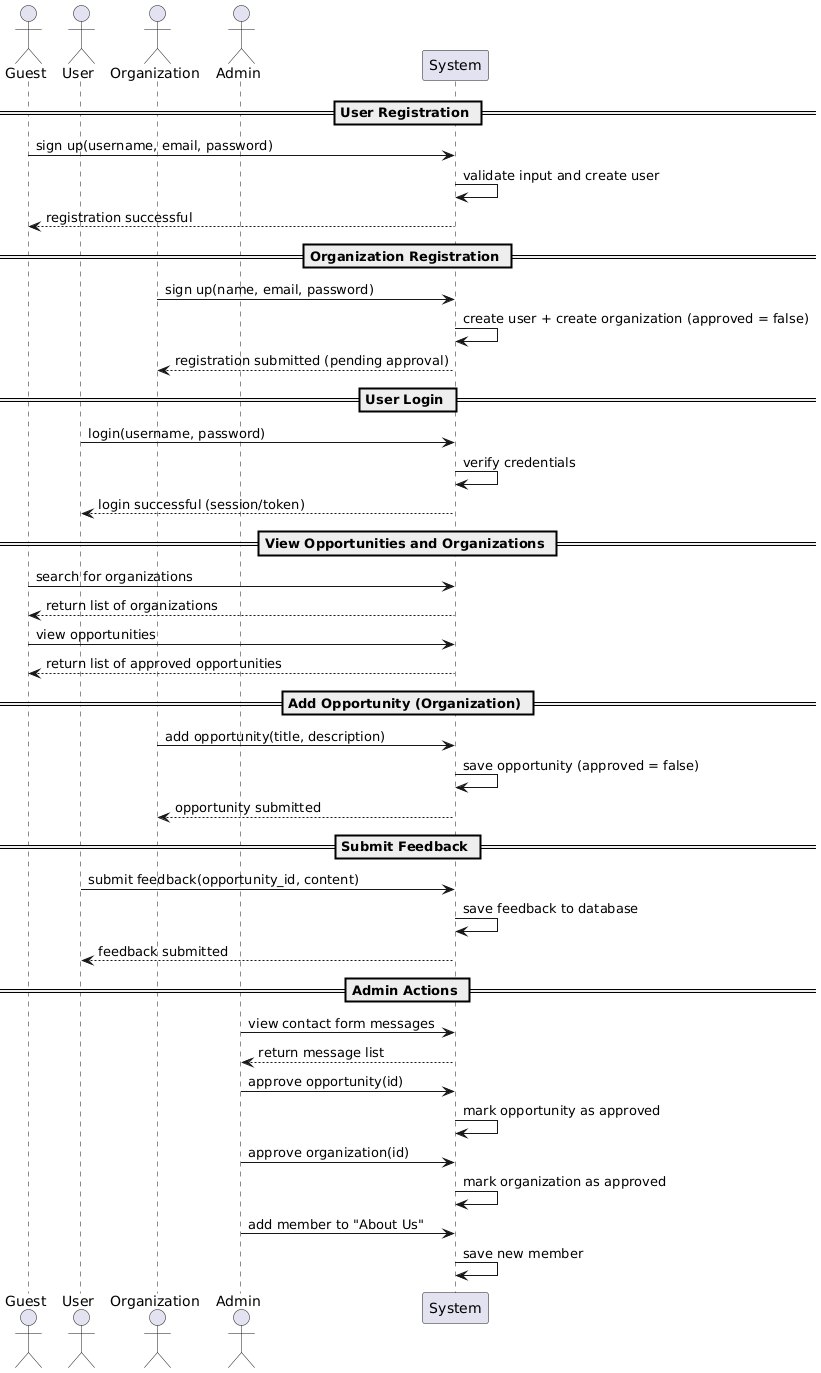 Guest User Organization Admin
System
User Registration
sign up(username, email, password)
validate input and create user
registration successful
Organization Registration
sign up(name, email, password)
create user + create organization (approved = false)
registration submitted (pending approval)
User Login
login(username, password)
verify credentials
login successful (session/token)
View Opportunities and Organizations
search for organizations
return list of organizations
view opportunities
return list of approved opportunities
Add Opportunity (Organization)
add opportunity(title, description)
save opportunity (approved = false)
opportunity submitted
Submit Feedback
submit feedback(opportunity_id, content)
save feedback to database
feedback submitted
Admin Actions
view contact form messages
return message list
approve opportunity(id)
mark opportunity as approved
approve organization(id)
mark organization as approved
add member to "About Us"
save new member
Guest User Organization Admin
System